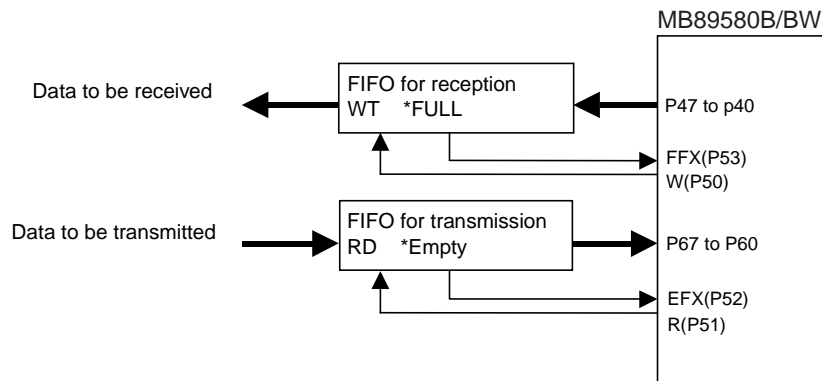 MB89580B/BW
FIFO for reception
WT *FULL
Data to be received
P47 to p40
FFX(P53)
W(P50)
FIFO for transmission
RD *Empty
Data to be transmitted
P67 to P60
EFX(P52)
R(P51)